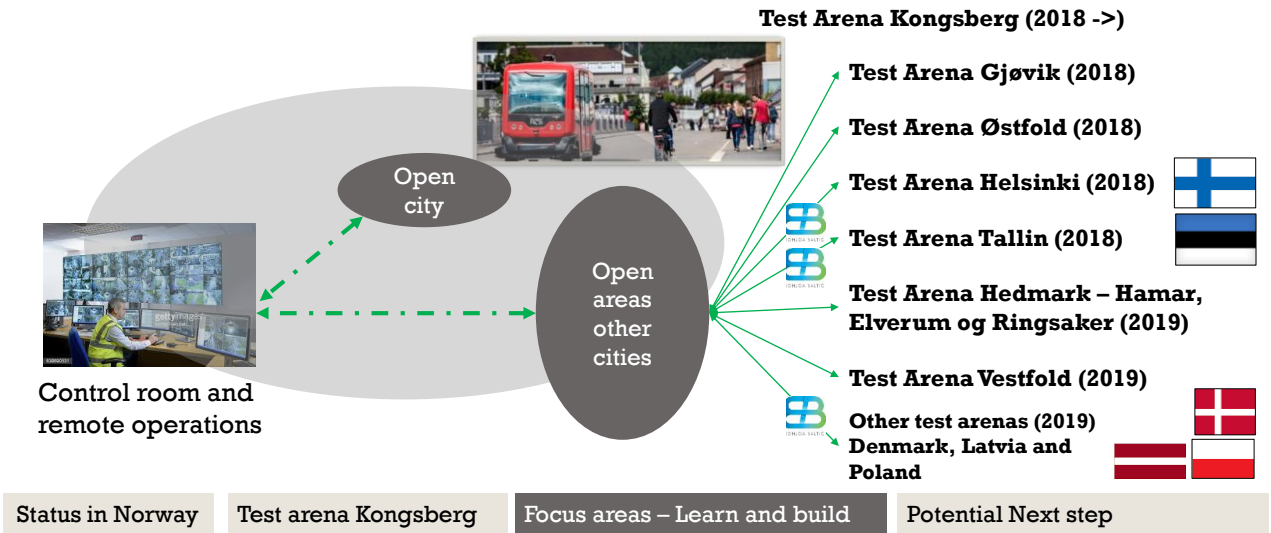 Test Arena Kongsberg (2018 ->)
Test Arena Gjøvik (2018)
Test Arena Østfold (2018)
Open
city
Test Arena Helsinki (2018)
Test Arena Tallin (2018)
Open
areas
other
cities
Test Arena Hedmark – Hamar,
Elverum og Ringsaker (2019)
gettyimages
Control room and
remote operations
Test Arena Vestfold (2019)
Other test arenas (2019)
Denmark, Latvia and
Poland
Status in Norway
Test arena Kongsberg
Focus areas – Learn and build
Potential Next step